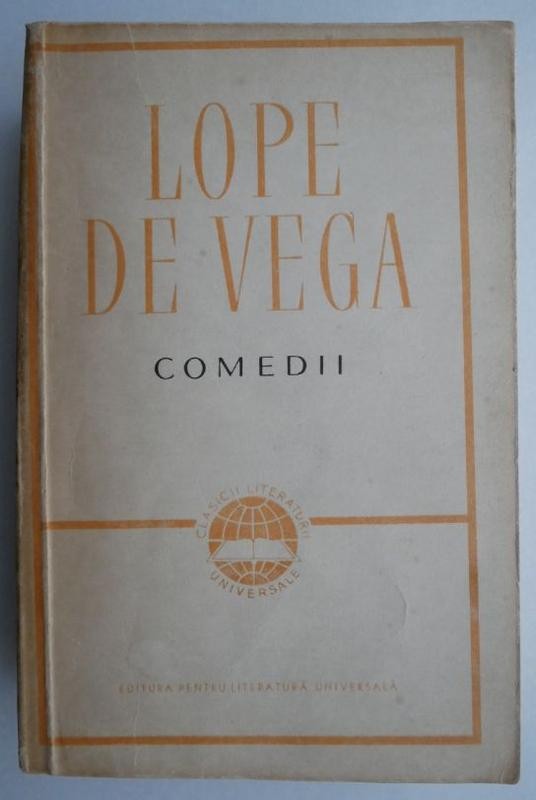 LOPE
DE VEGA
COMEDII
CLASICII LITERATURII
UNIVERSALE
EDITURA PENTRU LITERATURĂ UNIVERSALĂ